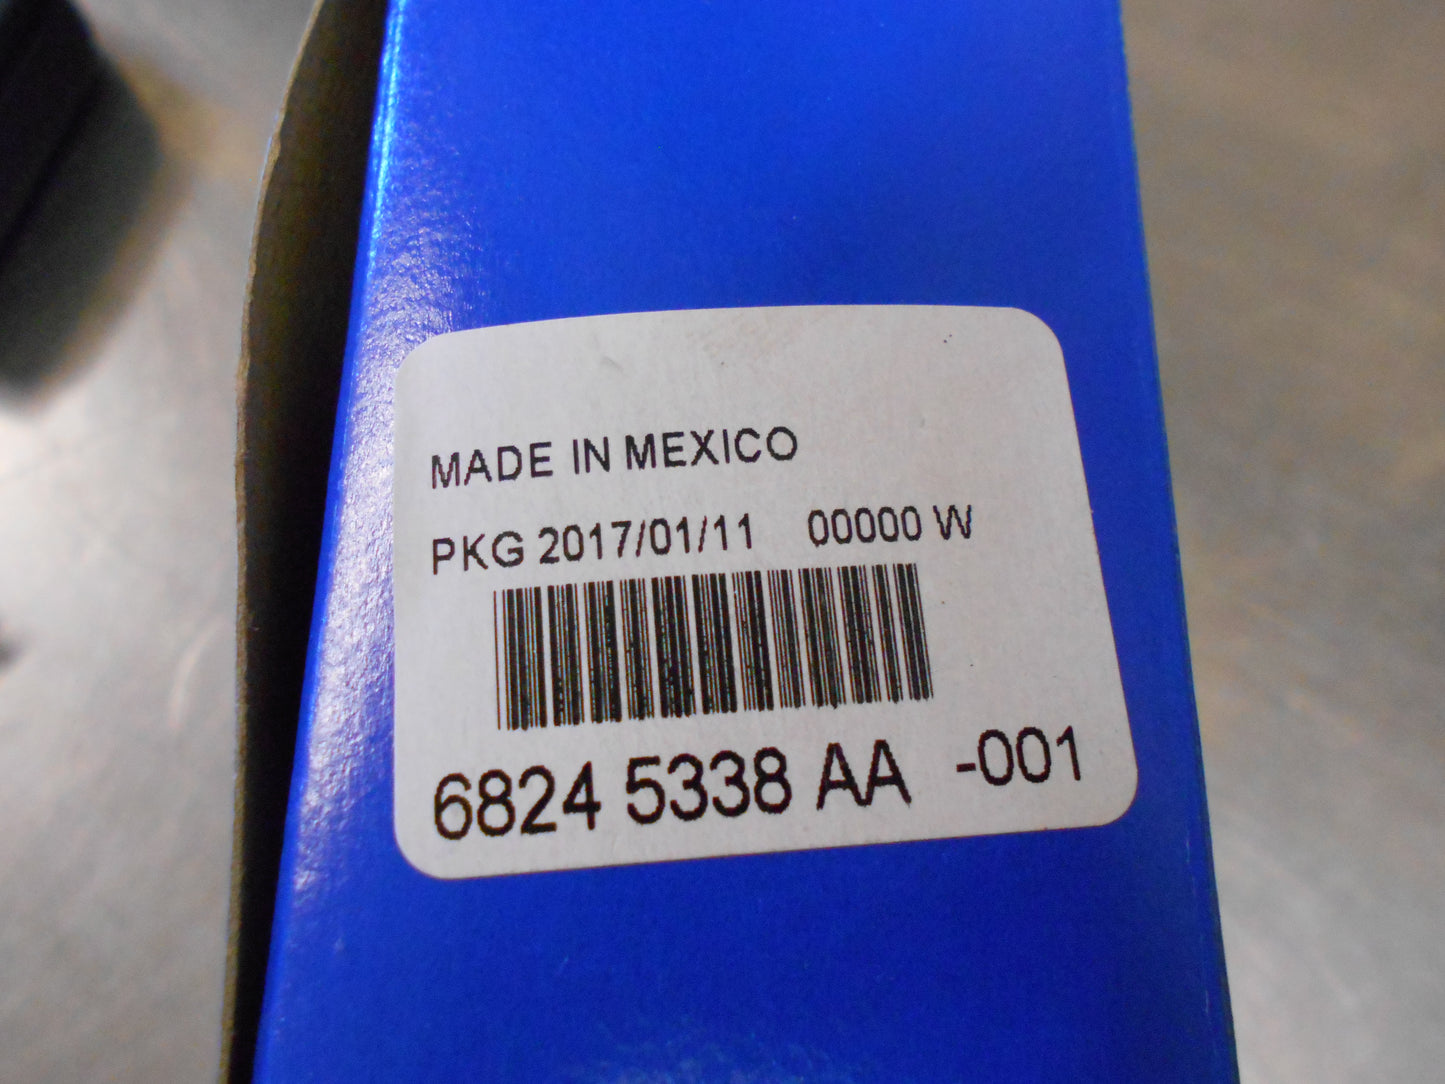 MADE IN MEXICO
PKG 2017/01/11 00000 W
6824 5338 AA -001